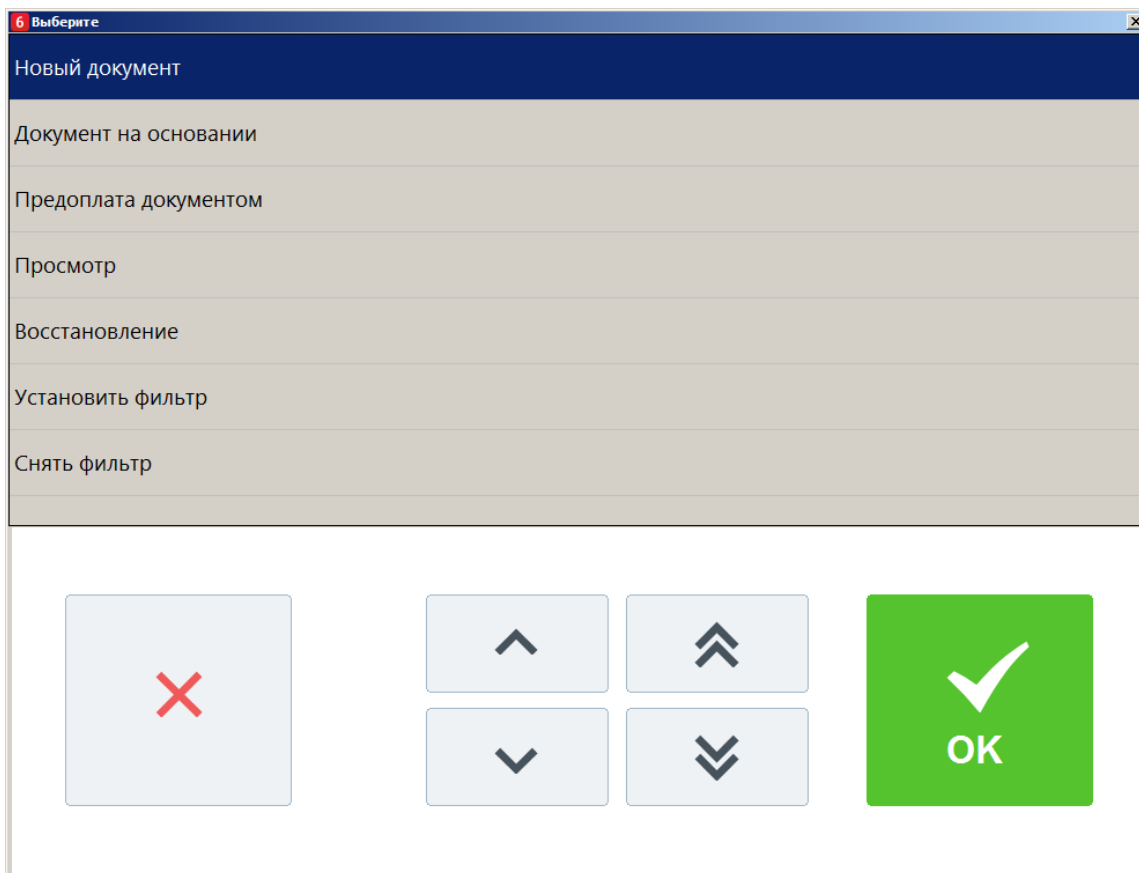 6 Выберите
Новый документ
Документ на основании
Предоплата документом
Просмотр
Восстановление
Установить фильтр
Снять фильтр
OK